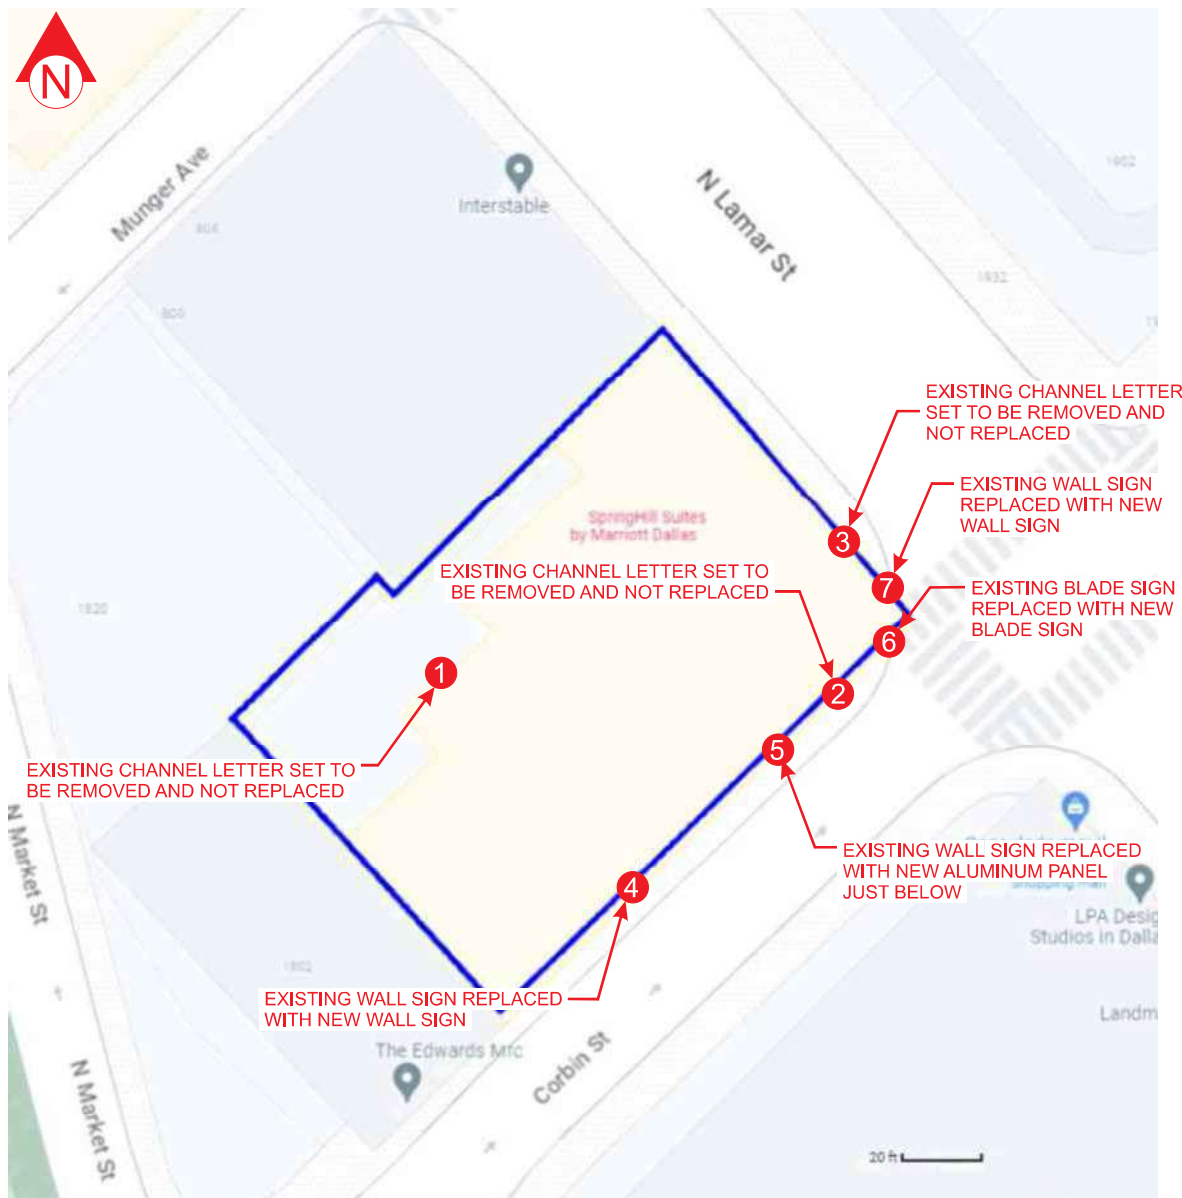 N
Munger Ave
806
800
Interstable
N Lamar St
1902
1932
EXISTING CHANNEL LETTER
SET TO BE REMOVED AND
NOT REPLACED
EXISTING WALL SIGN
REPLACED WITH NEW
WALL SIGN
SpringHill Suites
by Marriott Dallas
3
EXISTING CHANNEL LETTER SET TO
BE REMOVED AND NOT REPLACED
7
EXISTING BLADE SIGN
REPLACED WITH NEW
BLADE SIGN
1820
6
1
2
5
EXISTING CHANNEL LETTER SET TO
BE REMOVED AND NOT REPLACED
N Market St
EXISTING WALL SIGN REPLACED
WITH NEW ALUMINUM PANEL
JUST BELOW
4
Shopping mall
LPA Desig
Studios in Dalla
1802
EXISTING WALL SIGN REPLACED
WITH NEW WALL SIGN
Landm
The Edwards Mrc
Corbin St
N Market St
20 ft